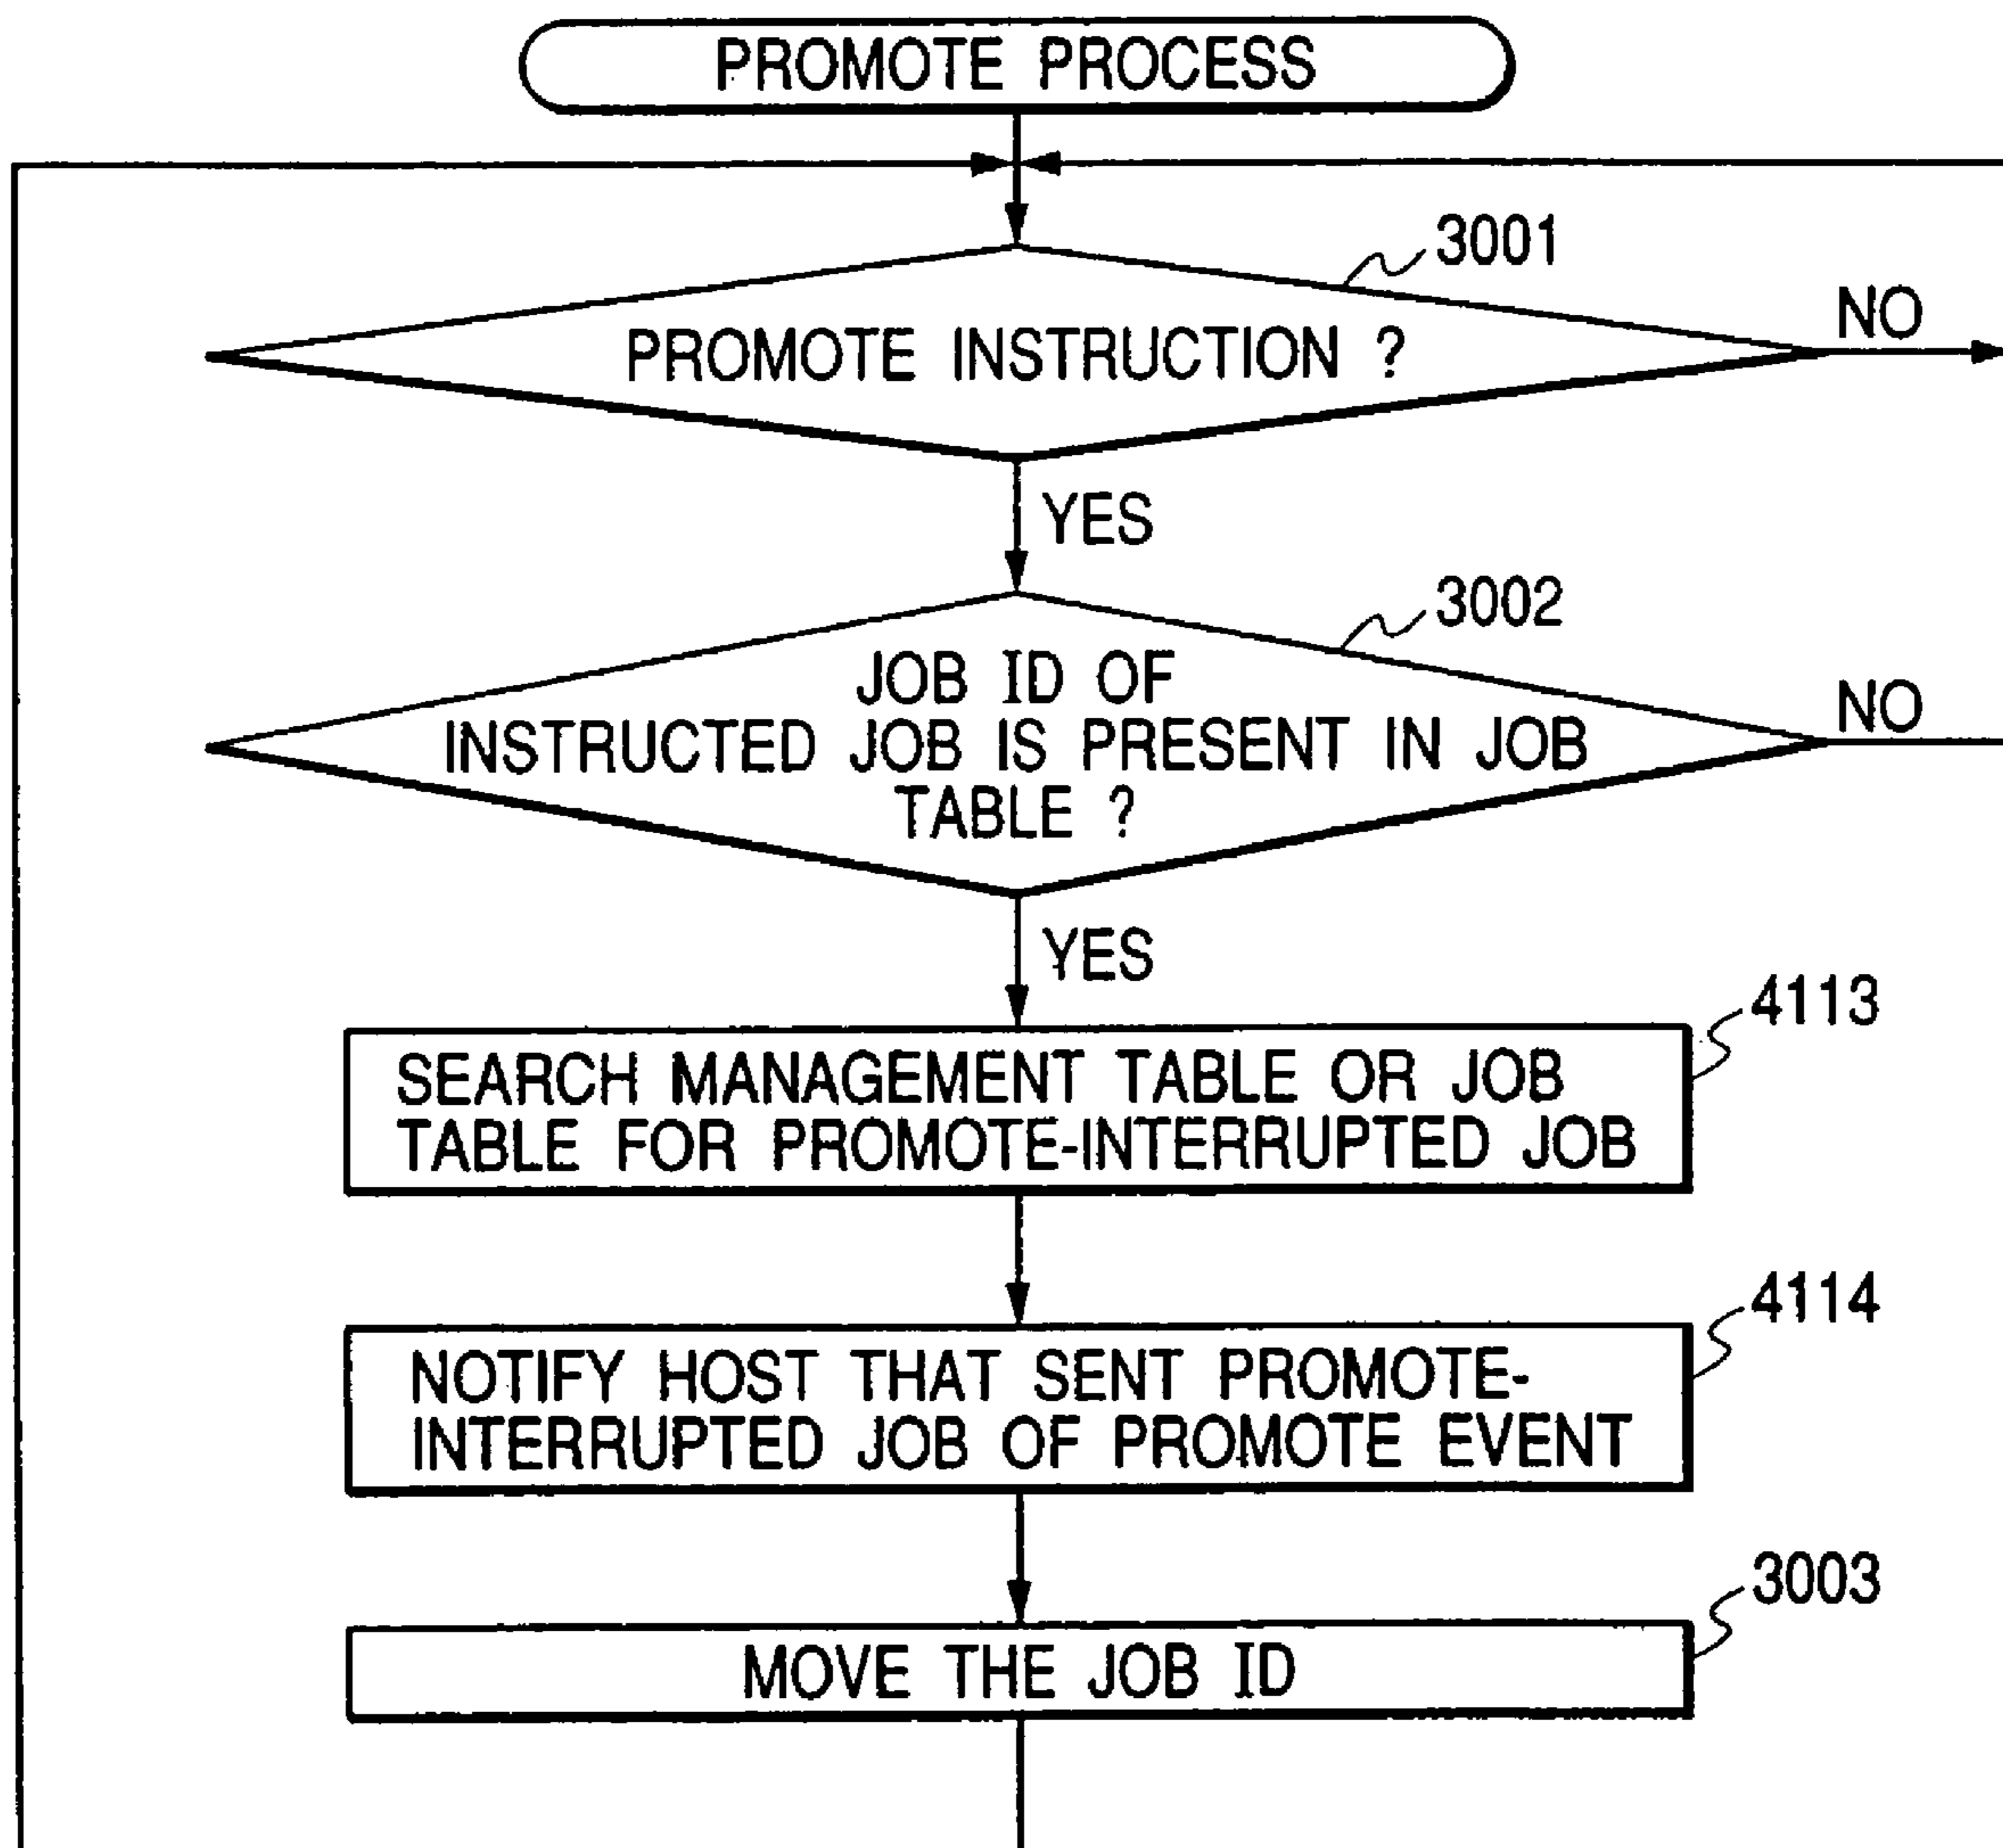 PROMOTE PROCESS
3001
NO
PROMOTE INSTRUCTION ?
YES
3002
JOB ID OF
NO
INSTRUCTED JOB IS PRESENT IN JOB
TABLE ?
YES
4113
SEARCH MANAGEMENT TABLE OR JOB
TABLE FOR PROMOTE-INTERRUPTED JOB
4114
NOTIFY HOST THAT SENT PROMOTE-
INTERRUPTED JOB OF PROMOTE EVENT
3003
MOVE THE JOB ID